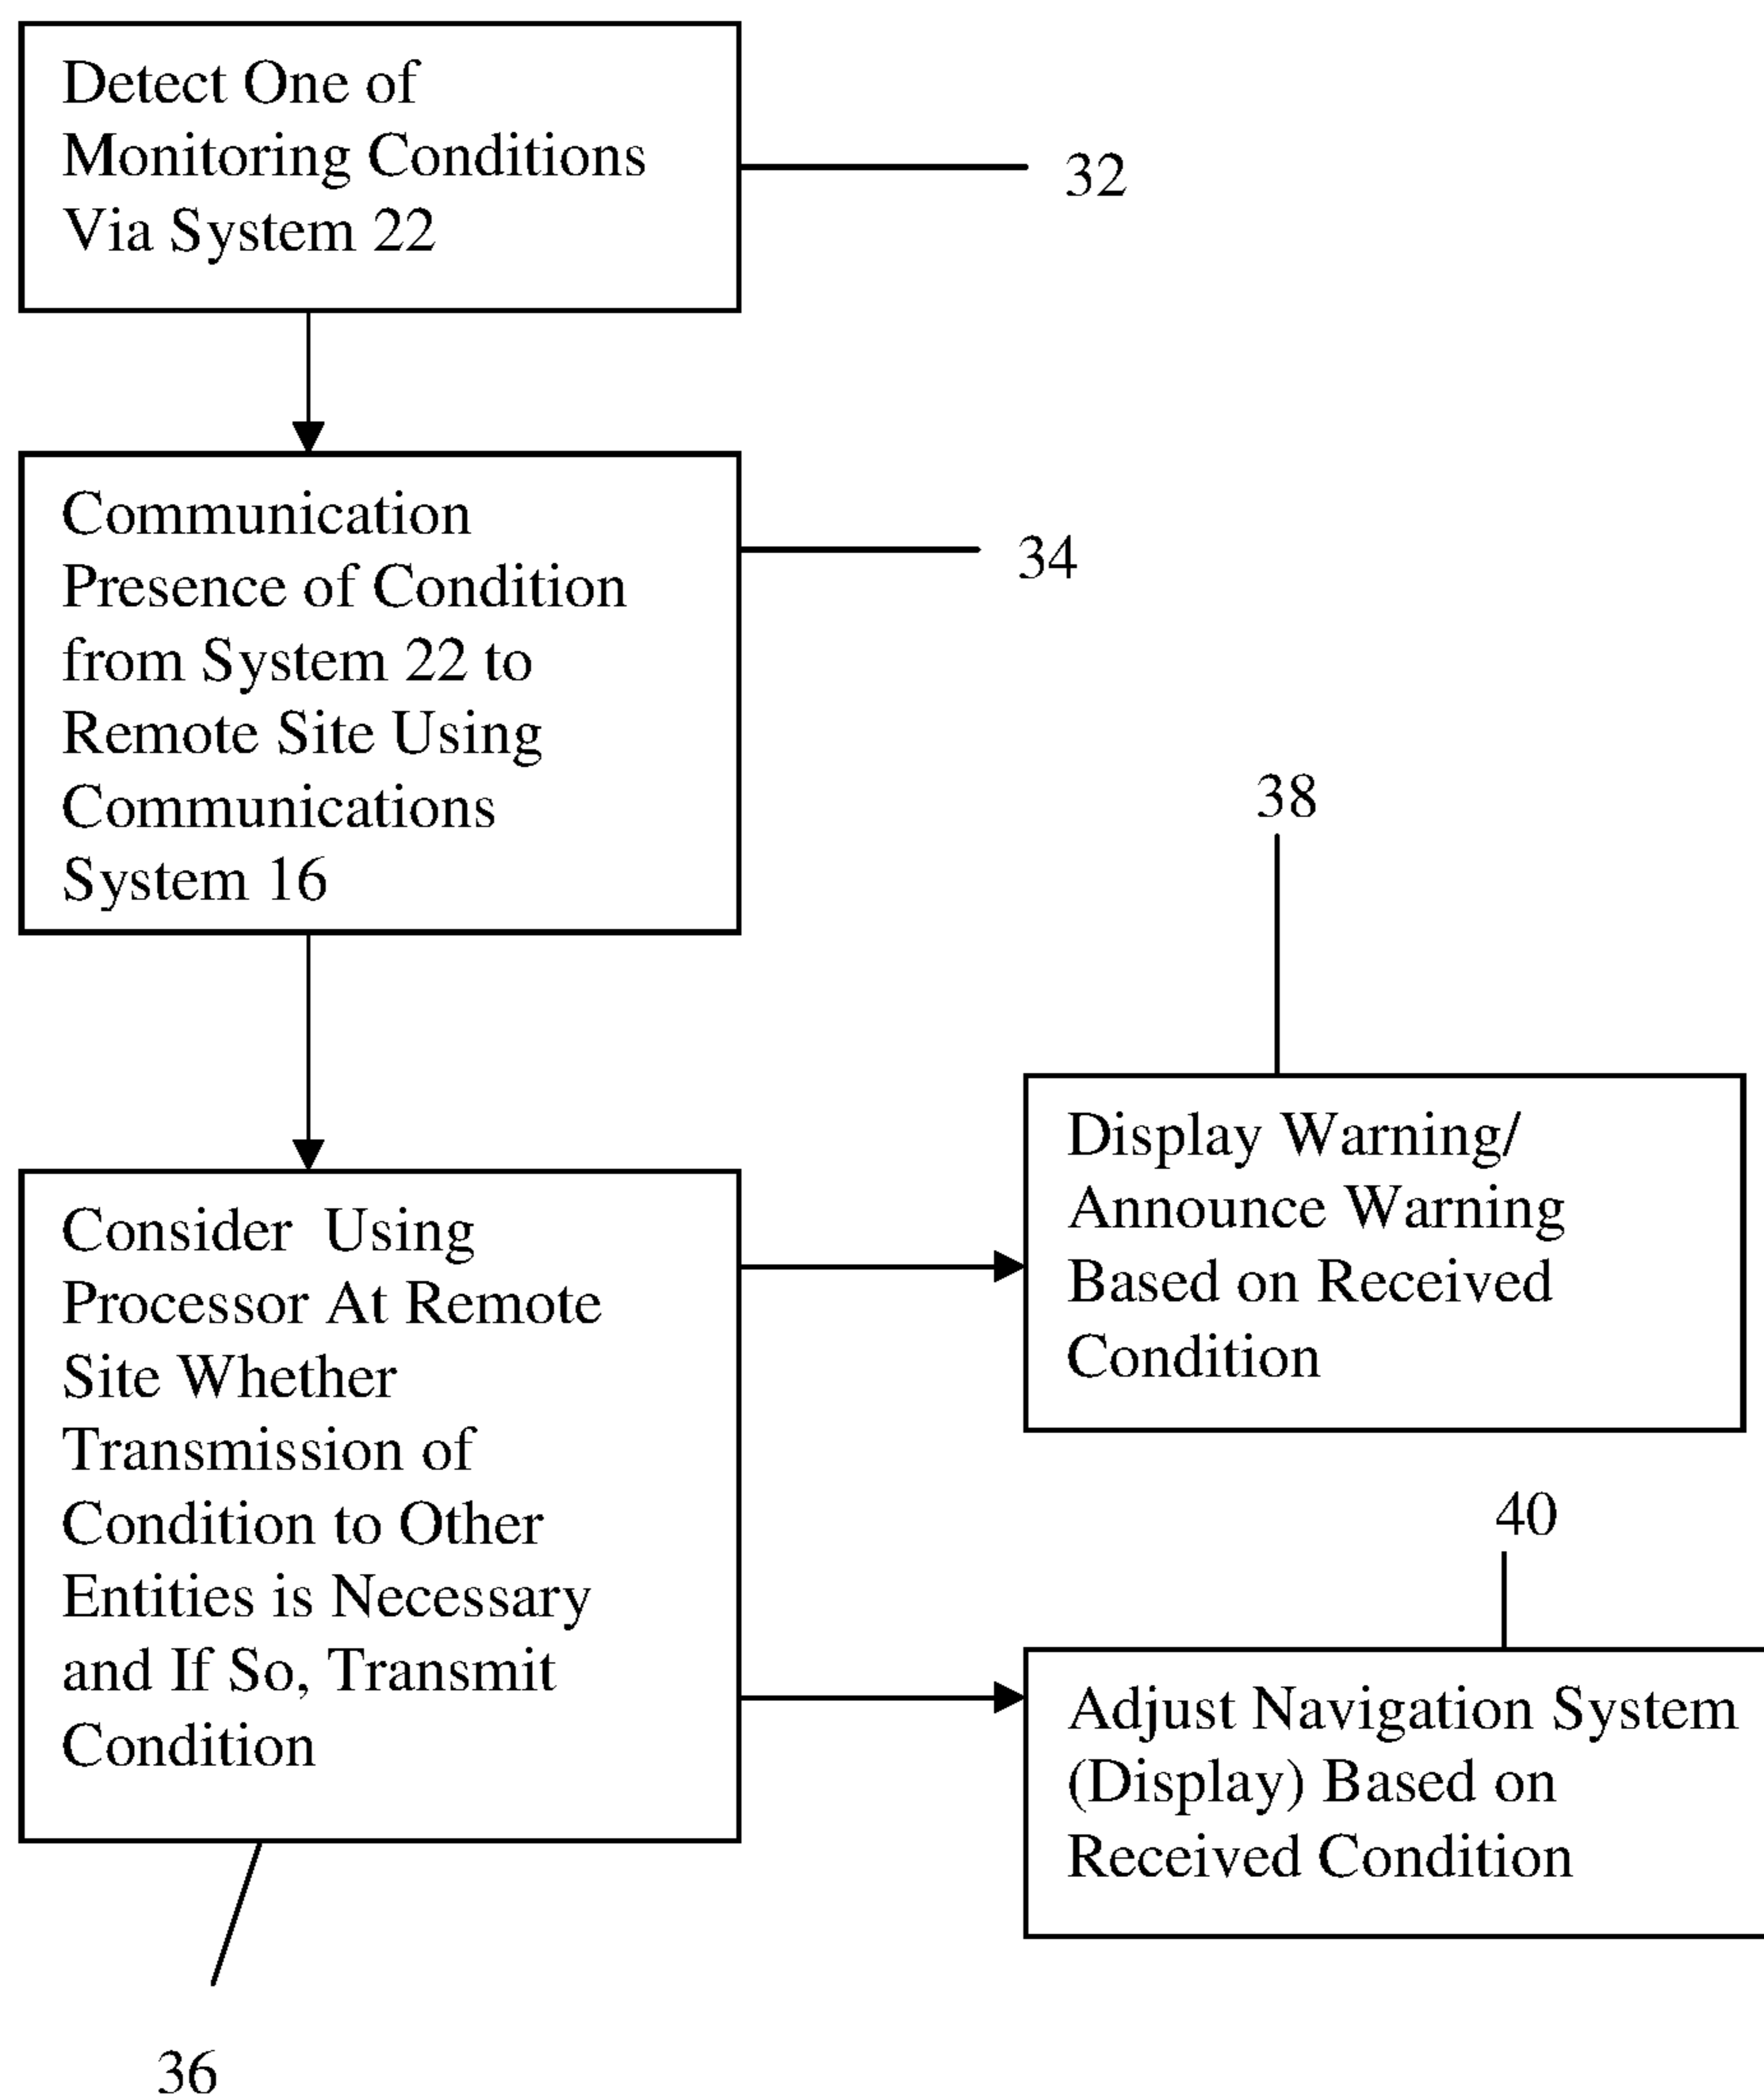 Detect One of
Monitoring Conditions
Via System 22
32
Communication
Presence of Condition
from System 22 to
Remote Site Using
Communications
System 16
34
38
Display Warning/
Announce Warning
Based on Received
Condition
Consider Using
Processor At Remote
Site Whether
Transmission of
Condition to Other
Entities is Necessary
and If So, Transmit
Condition
40
Adjust Navigation System
(Display) Based on
Received Condition
36